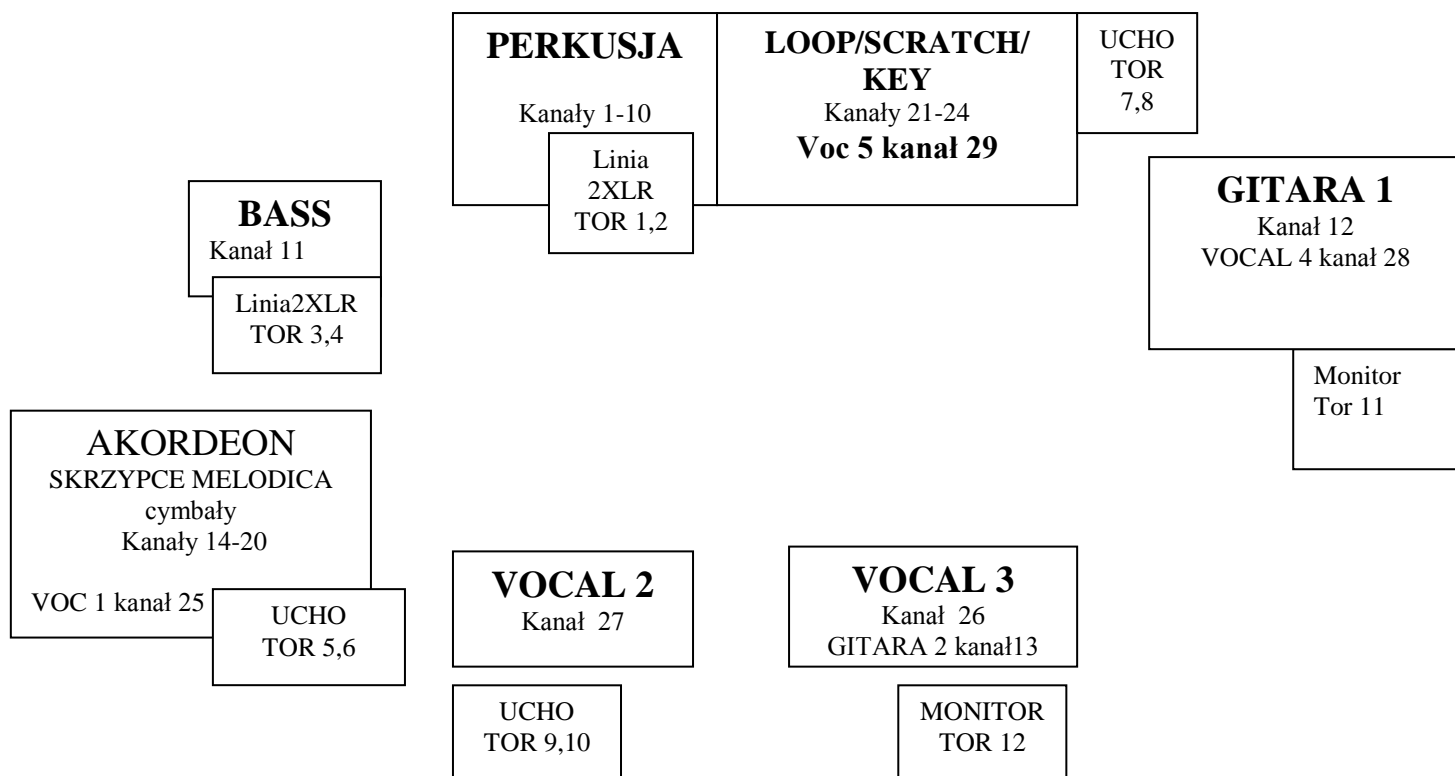 PERKUSJA
Kanały 1-10
Linia
2XLR
TOR 1,2
LOOP/SCRATCH/
KEY
Kanały 21-24
Voc 5 kanał 29
UCHO
TOR
7,8
BASS
Kanał 11
Linia2XLR
TOR 3,4
GITARA 1
Kanał 12
VOCAL 4 kanał 28
Monitor
Tor 11
AKORDEON
SKRZYPCE MELODICA
cymbały
Kanały 14-20
VOC 1 kanał 25
UCHO
TOR 5,6
VOCAL 2
Kanał 27
UCHO
TOR 9,10
VOCAL 3
Kanał 26
GITARA 2 kanał13
MONITOR
TOR 12